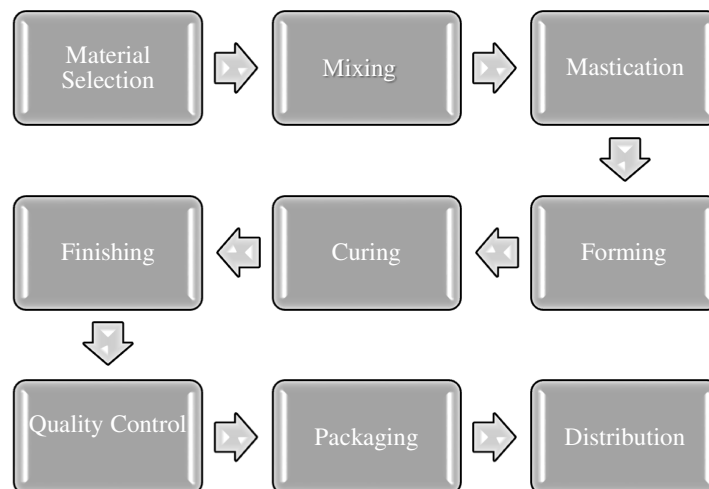 Material
Selection
Mixing
Mastication
Forming
Curing
Finishing
Quality Control
Packaging
Distribution